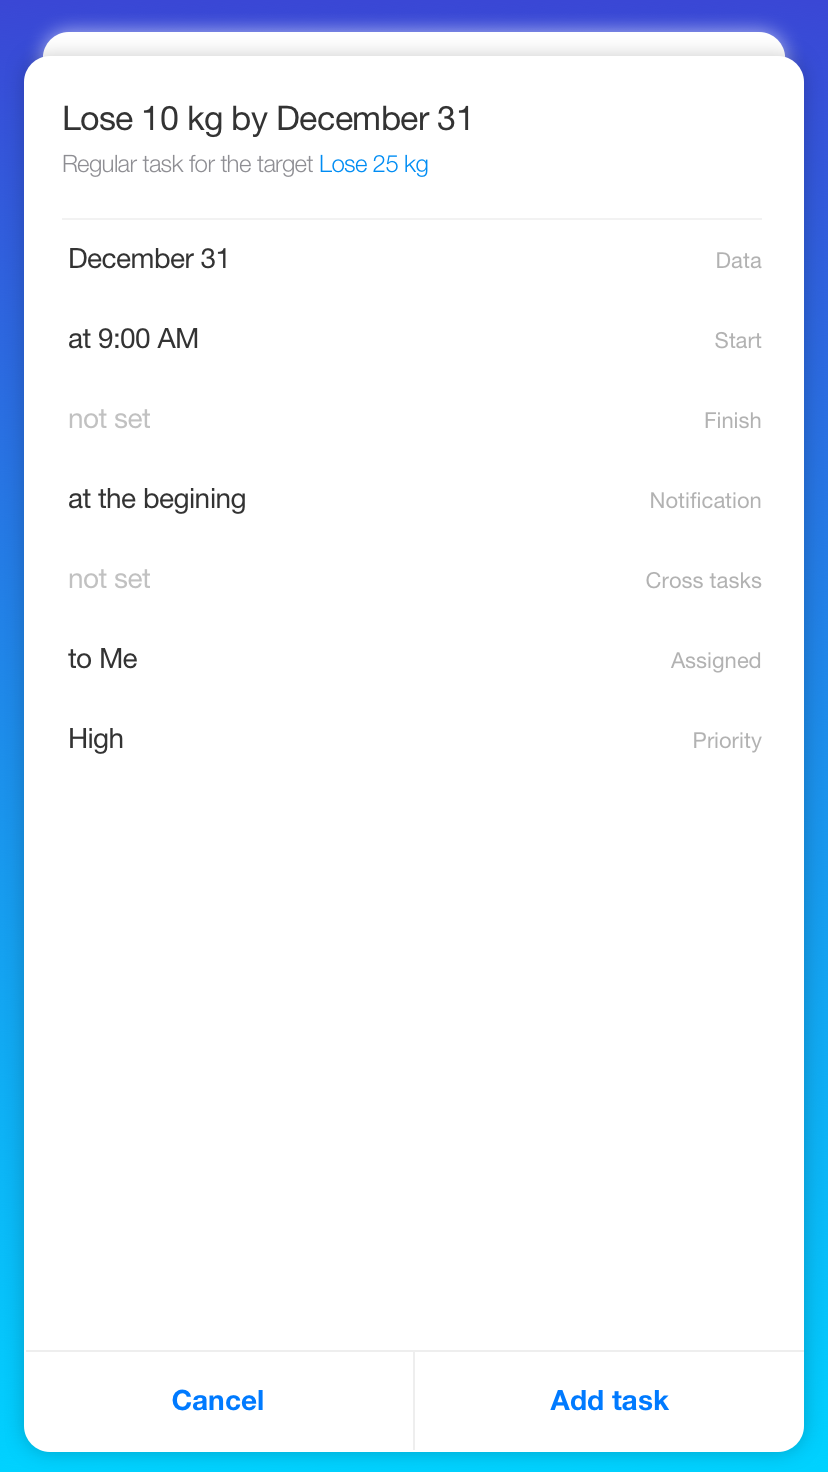 Lose 10 kg by December 31
Regular task for the target Lose 25 kg
December 31 Data
at 9:00 AM Start
not set Finish
at the begining Notification
not set Cross tasks
to Me Assigned
High Priority
Cancel Add task